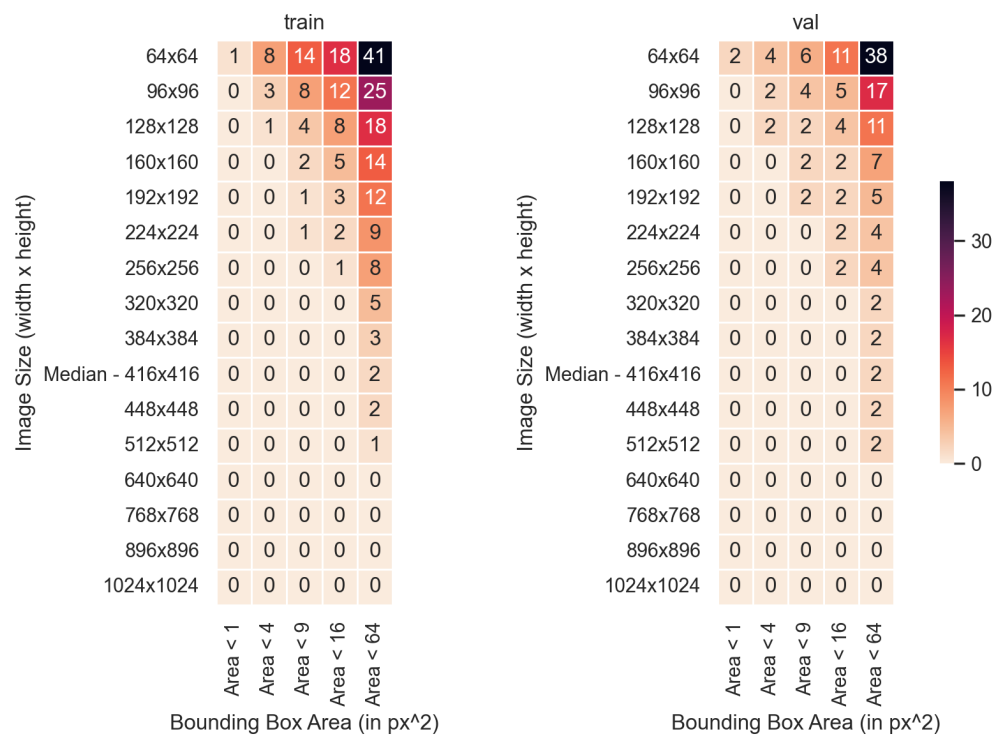 train
val
Image Size (width x height)
64x64 1 8 14 18 41
96x96 0 3 8 12 25
128x128 0 1 4 8 18
160x160 0 0 2 5 14
192x192 0 0 1 3 12
224x224 0 0 1 2 9
256x256 0 0 0 1 8
320x320 0 0 0 0 5
384x384 0 0 0 0 3
Median - 416x416 0 0 0 0 2
448x448 0 0 0 0 2
512x512 0 0 0 0 1
640x640 0 0 0 0 0
768x768 0 0 0 0 0
896x896 0 0 0 0 0
1024x1024 0 0 0 0 0
Area < 1
Area < 4
Area < 9
Area < 16
Area < 64
Bounding Box Area (in px^2)
Image Size (width x height)
64x64 2 4 6 11 38
96x96 0 2 4 5 17
128x128 0 2 2 4 11
160x160 0 0 2 2 7
192x192 0 0 2 2 5
224x224 0 0 0 2 4
256x256 0 0 0 2 4
320x320 0 0 0 0 2
384x384 0 0 0 0 2
Median - 416x416 0 0 0 0 2
448x448 0 0 0 0 2
512x512 0 0 0 0 2
640x640 0 0 0 0 0
768x768 0 0 0 0 0
896x896 0 0 0 0 0
1024x1024 0 0 0 0 0
Area < 1
Area < 4
Area < 9
Area < 16
Area < 64
Bounding Box Area (in px^2)
30
20
10
0